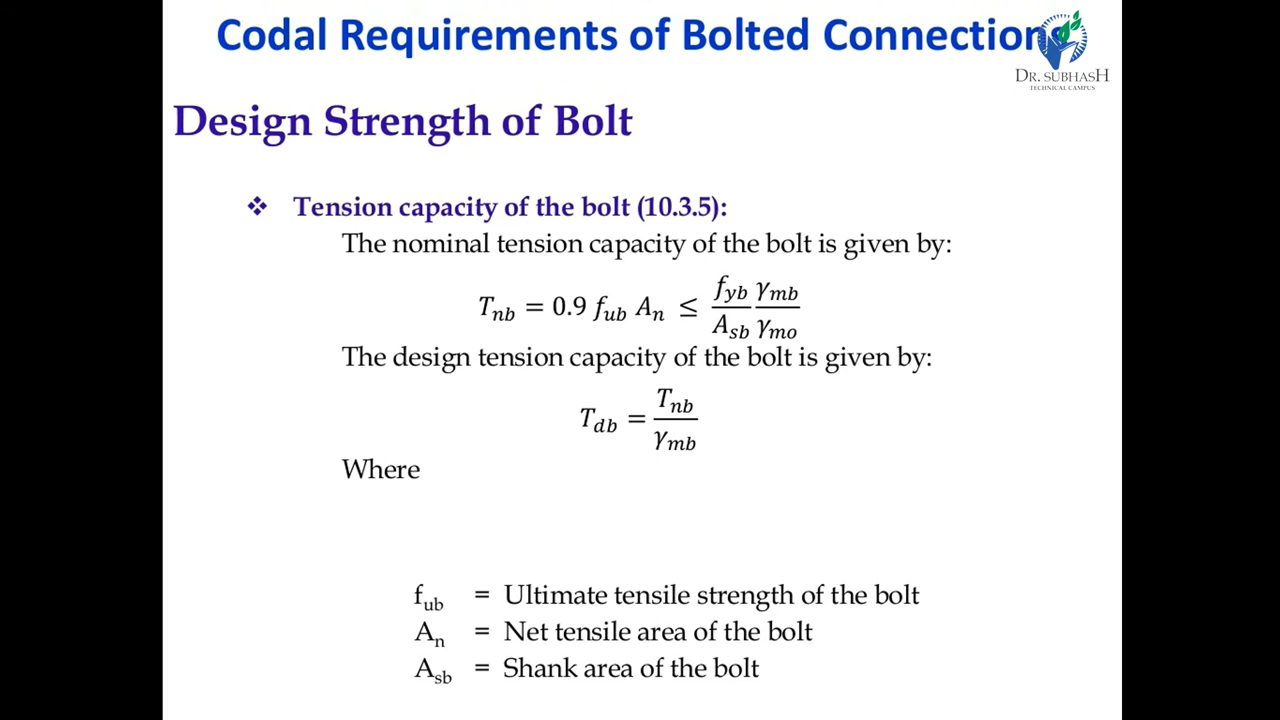 Codal Requirements of Bolted Connections
DR. SUBHASH
TECHNICAL CAMPUS
Design Strength of Bolt
❖ Tension capacity of the bolt (10.3.5):
The nominal tension capacity of the bolt is given by:
T_nb = 0.9 f_ub A_n ≤ f_yb/A_sb γ_mb/γ_mo
The design tension capacity of the bolt is given by:
T_db = T_nb/γ_mb
Where
f_ub = Ultimate tensile strength of the bolt
A_n = Net tensile area of the bolt
A_sb = Shank area of the bolt